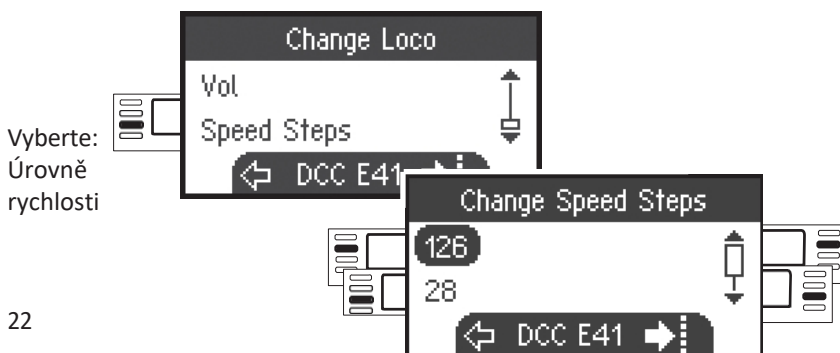 Change Loco
Vol
Speed Steps
DCC E41
Vyberte:
Úrovně
rychlosti
Change Speed Steps
126
28
DCC E41
22